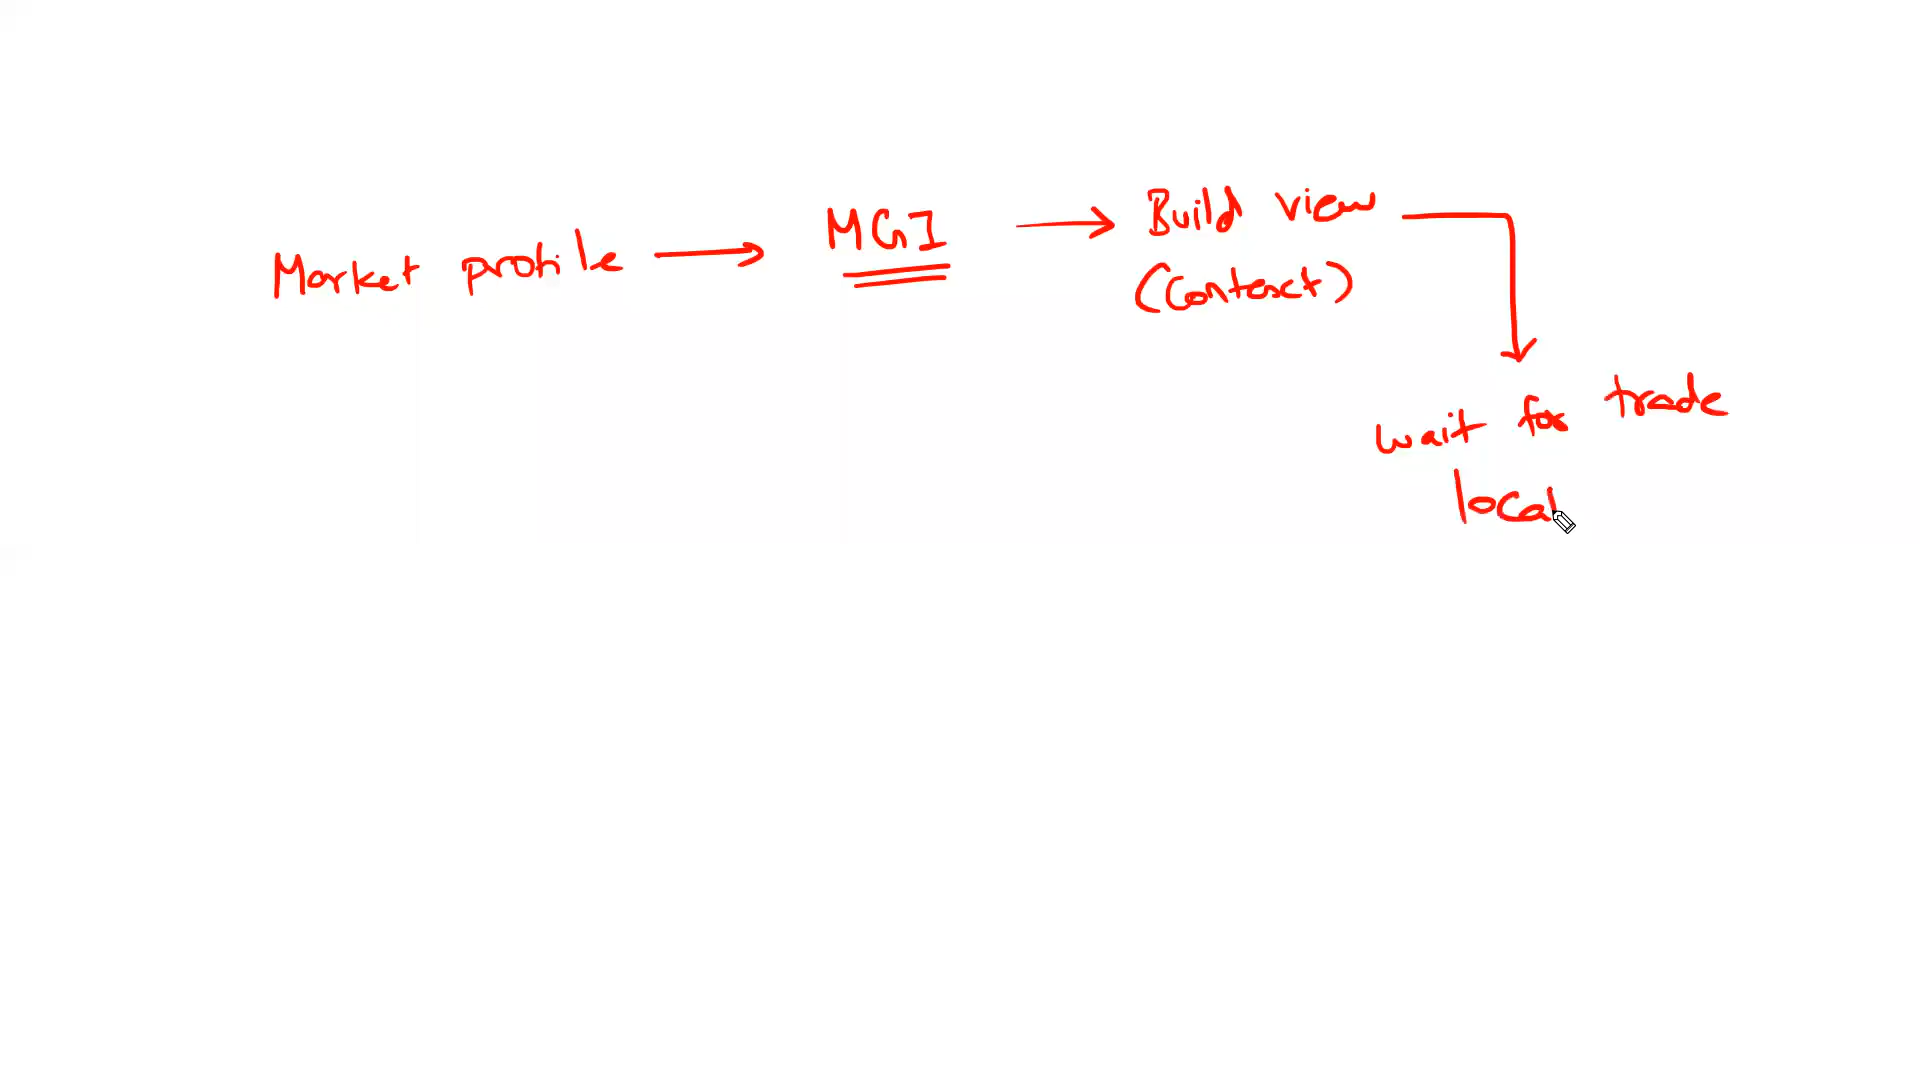 Market profile → MGI → Build view
(Context)
wait for trade
local